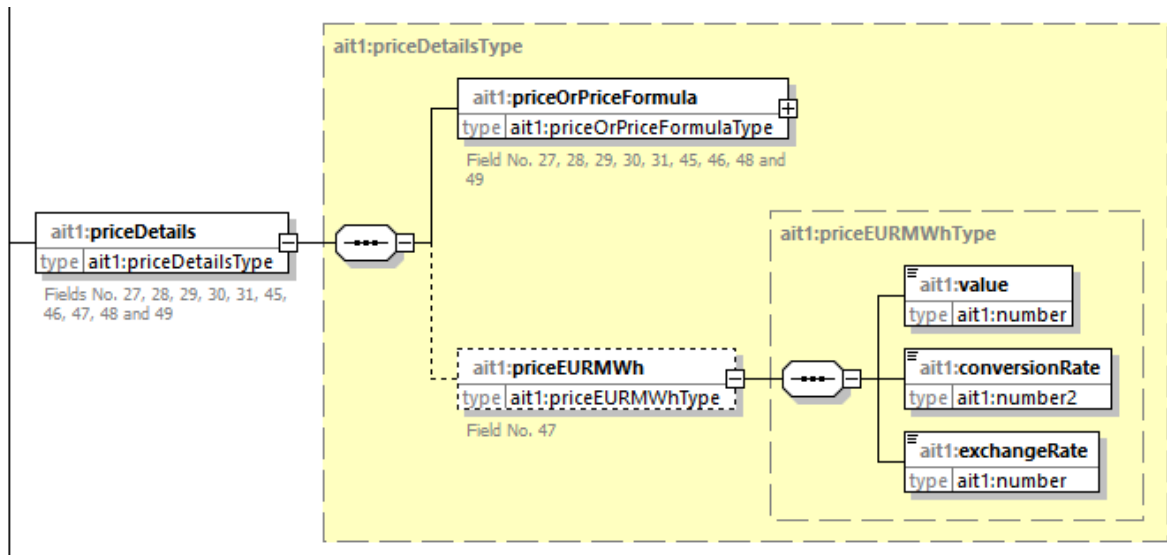 ait1:priceDetailsType
ait1:priceOrPriceFormula
type ait1:priceOrPriceFormulaType
Field No. 27, 28, 29, 30, 31, 45, 46, 48 and
49
ait1:priceDetails
type ait1:priceDetailsType
Fields No. 27, 28, 29, 30, 31, 45,
46, 47, 48 and 49
ait1:priceEURMWhType
ait1:value
type ait1:number
ait1:priceEURMWh
type ait1:priceEURMWhType
Field No. 47
ait1:conversionRate
type ait1:number2
ait1:exchangeRate
type ait1:number